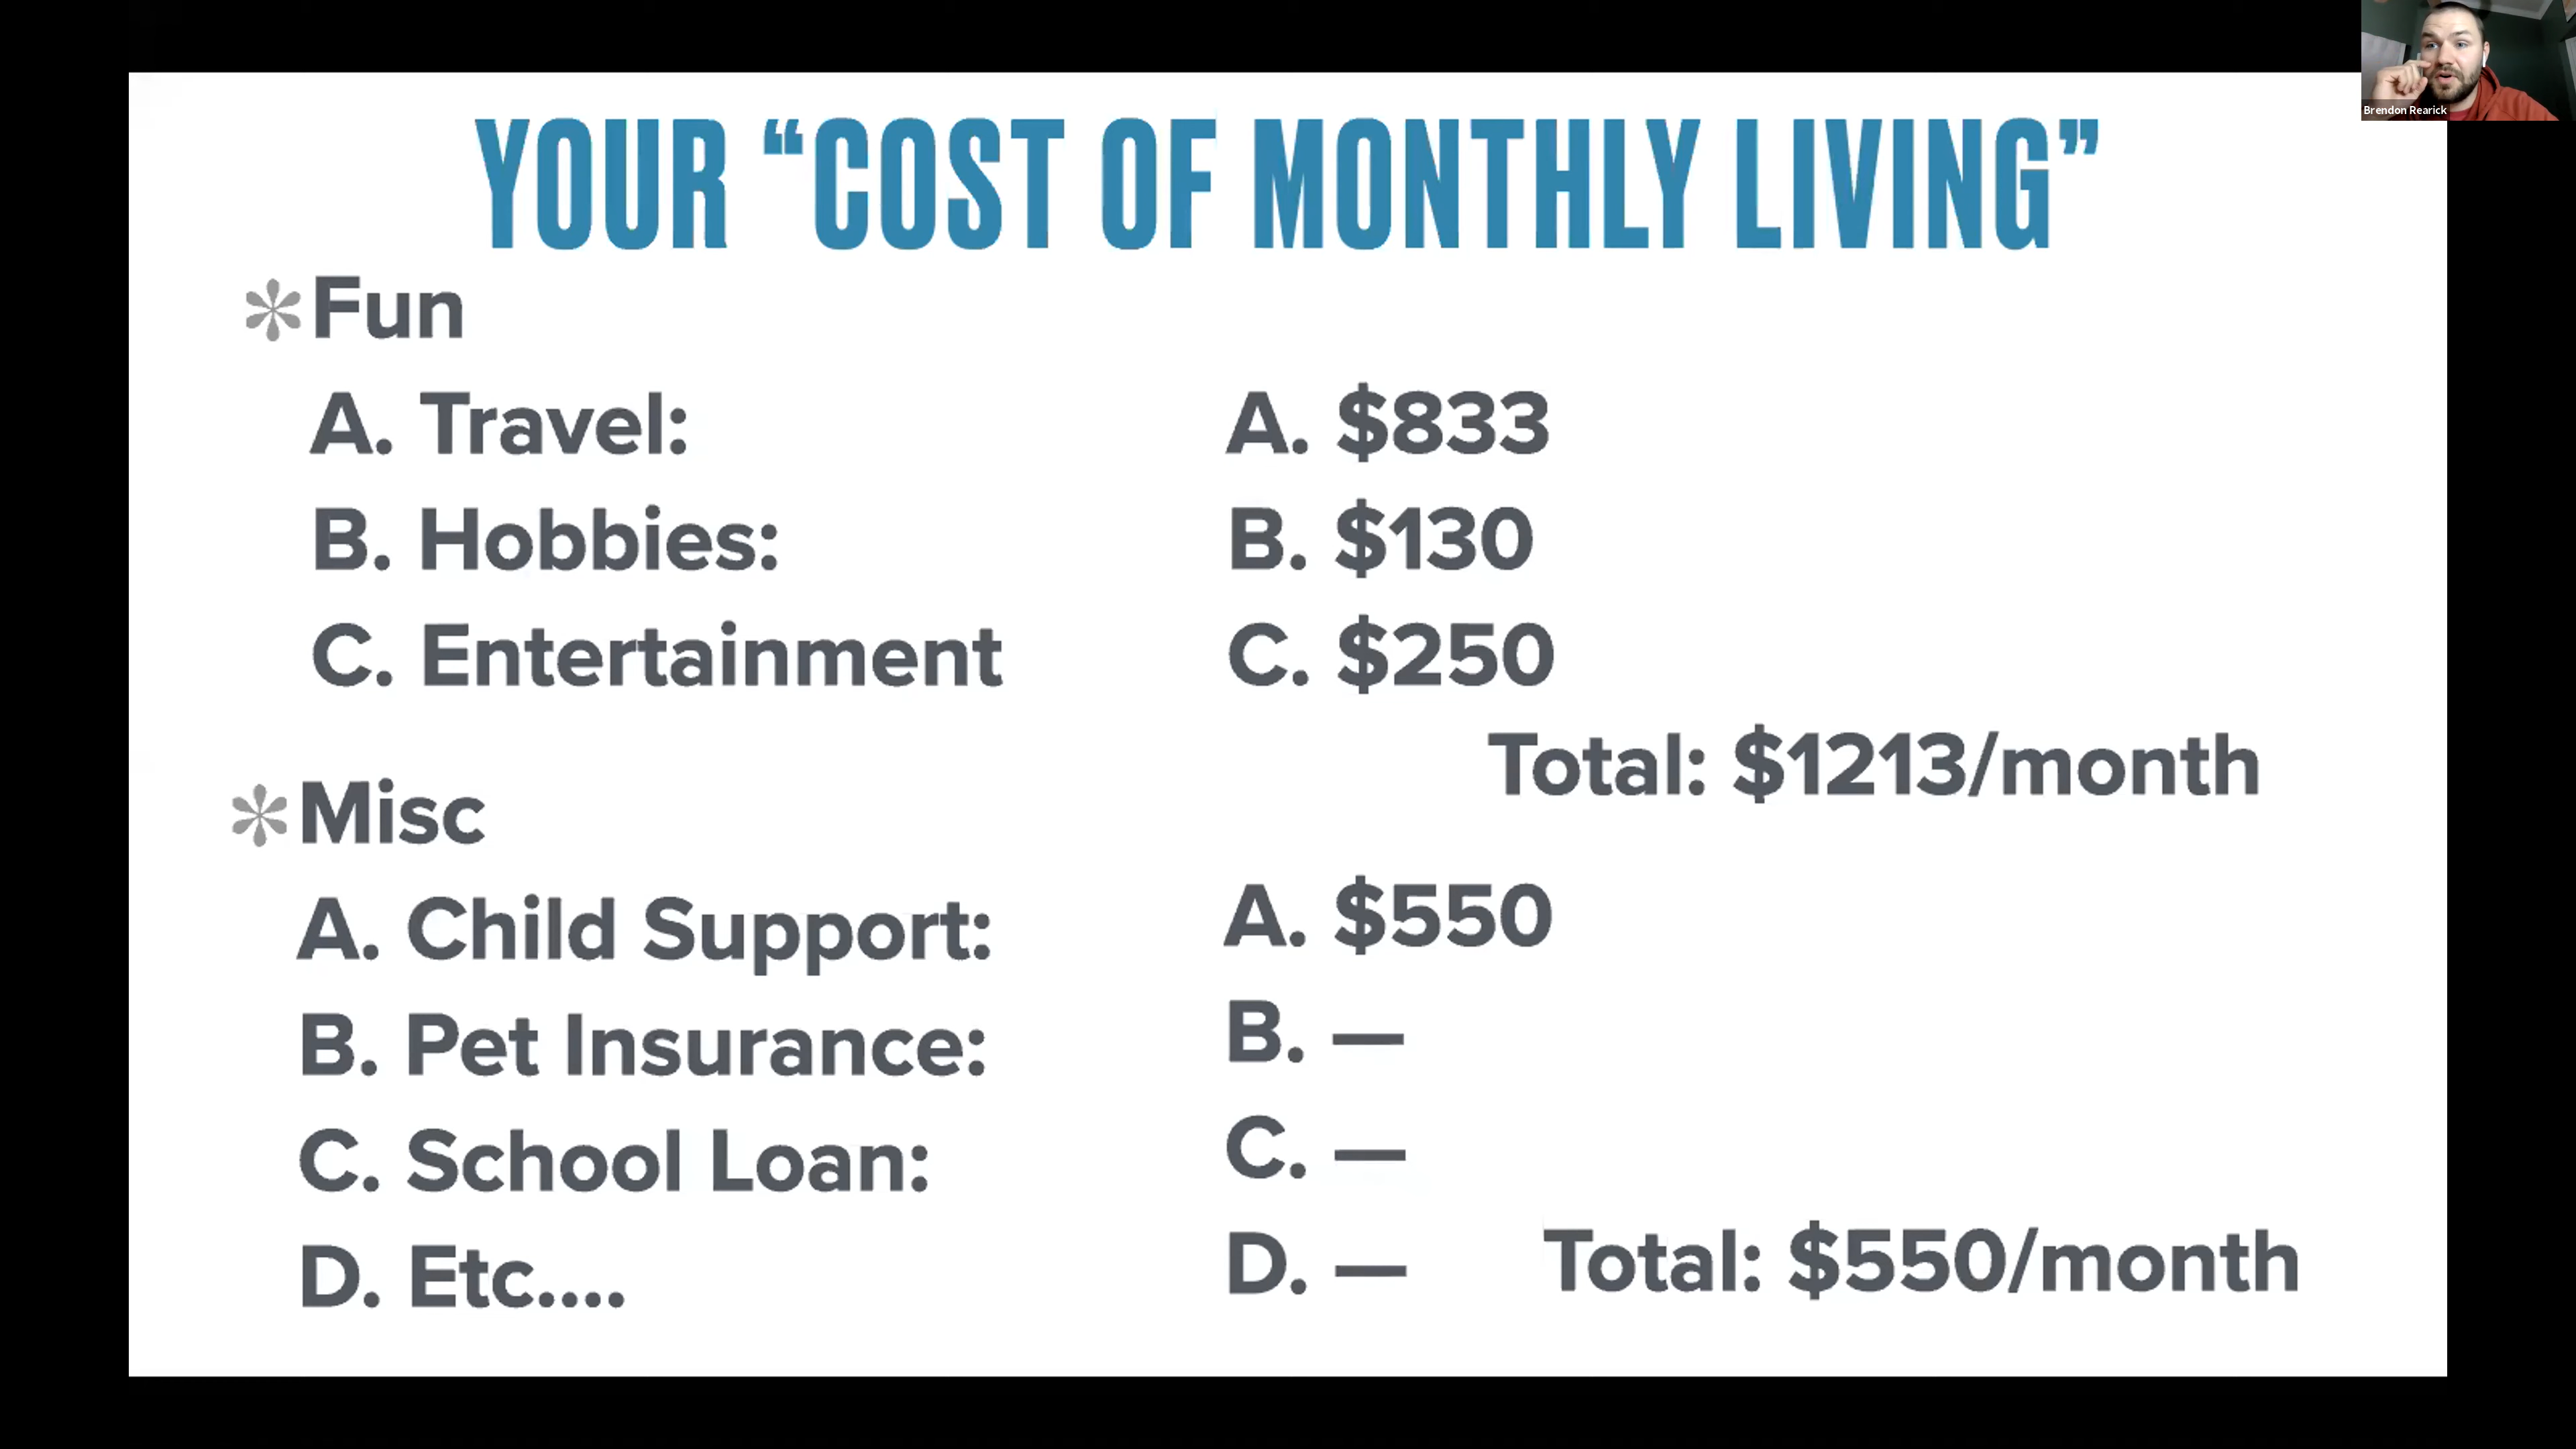 Brendon Rearick
YOUR “COST OF MONTHLY LIVING”
Fun
A. Travel:
B. Hobbies:
C. Entertainment
A. $833
B. $130
C. $250
Total: $1213/month
Misc
A. Child Support:
B. Pet Insurance:
C. School Loan:
D. Etc....
A. $550
B. —
C. —
D. —
Total: $550/month